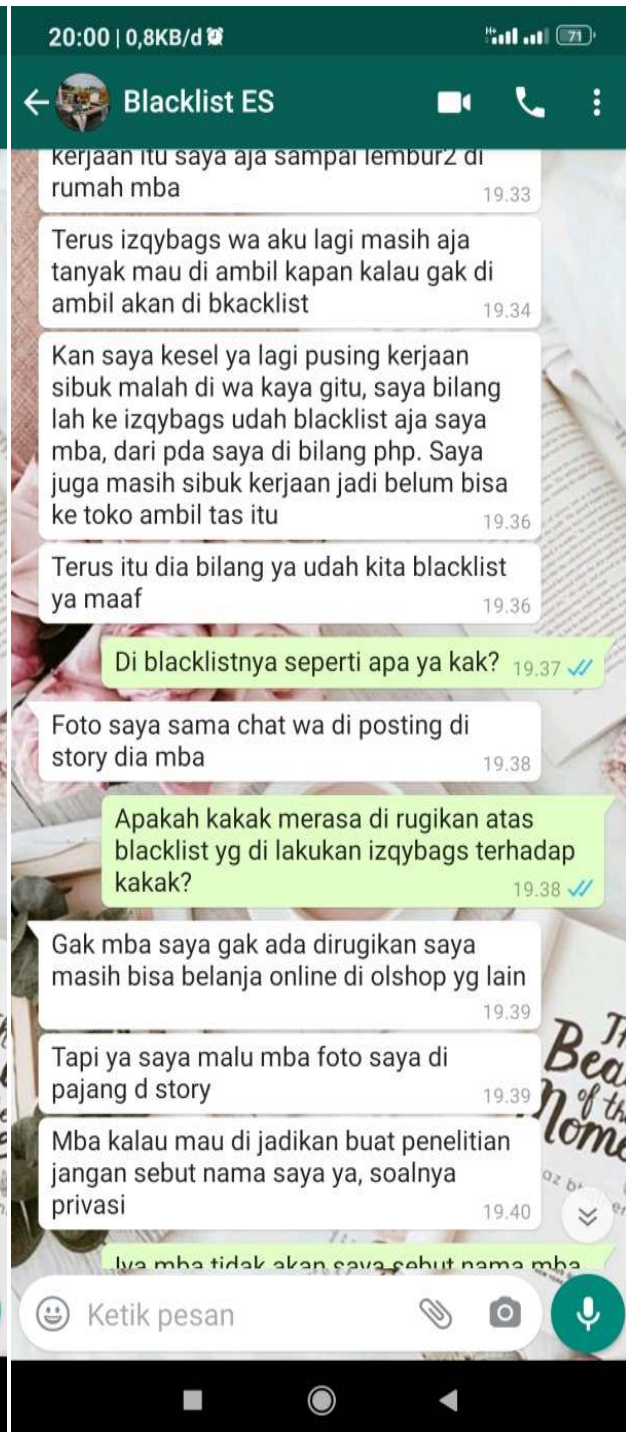 20:00 | 0,8KB/d
71
Blacklist ES
kerjaan itu saya aja sampai lembur2 di
rumah mba
19.33
Terus izqybags wa aku lagi masih aja
tanyak mau di ambil kapan kalau gak di
ambil akan di bkacklist
19.34
Kan saya kesel ya lagi pusing kerjaan
sibuk malah di wa kaya gitu, saya bilang
lah ke izqybags udah blacklist aja saya
mba, dari pda saya di bilang php. Saya
juga masih sibuk kerjaan jadi belum bisa
ke toko ambil tas itu
19.36
Terus itu dia bilang ya udah kita blacklist
ya maaf
19.36
Di blacklistnya seperti apa ya kak? 19.37
Foto saya sama chat wa di posting di
story dia mba
19.38
Apakah kakak merasa di rugikan atas
blacklist yg di lakukan izqybags terhadap
kakak?
19.38
Gak mba saya gak ada dirugikan saya
masih bisa belanja online di olshop yg lain
19.39
Tapi ya saya malu mba foto saya di
pajang d story
19.39
Mba kalau mau di jadikan buat penelitian
jangan sebut nama saya ya, soalnya
privasi
19.40
Iya mba tidak akan saya sebut nama mba
Ketik pesan